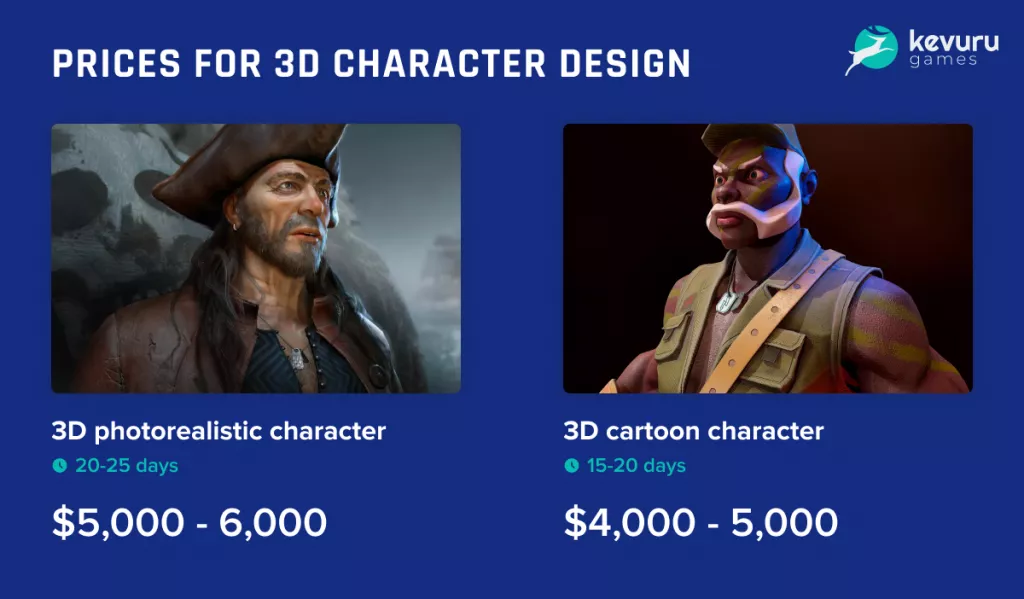 PRICES FOR 3D CHARACTER DESIGN
kevuru
games
3D photorealistic character
20-25 days
$5,000 - 6,000
3D cartoon character
15-20 days
$4,000 - 5,000